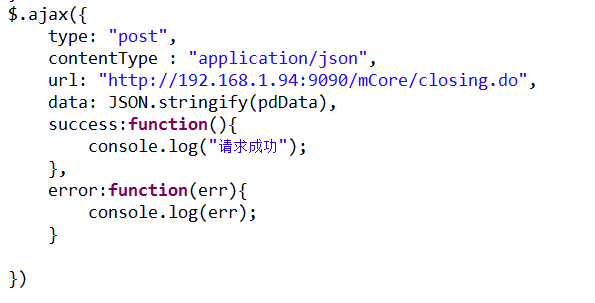 $.ajax({
    type: "post",
    contentType : "application/json",
    url: "http://192.168.1.94:9090/mCore/closing.do",
    data: JSON.stringify(pdData),
    success:function(){
        console.log("请求成功");
    },
    error:function(err){
        console.log(err);
    }
})